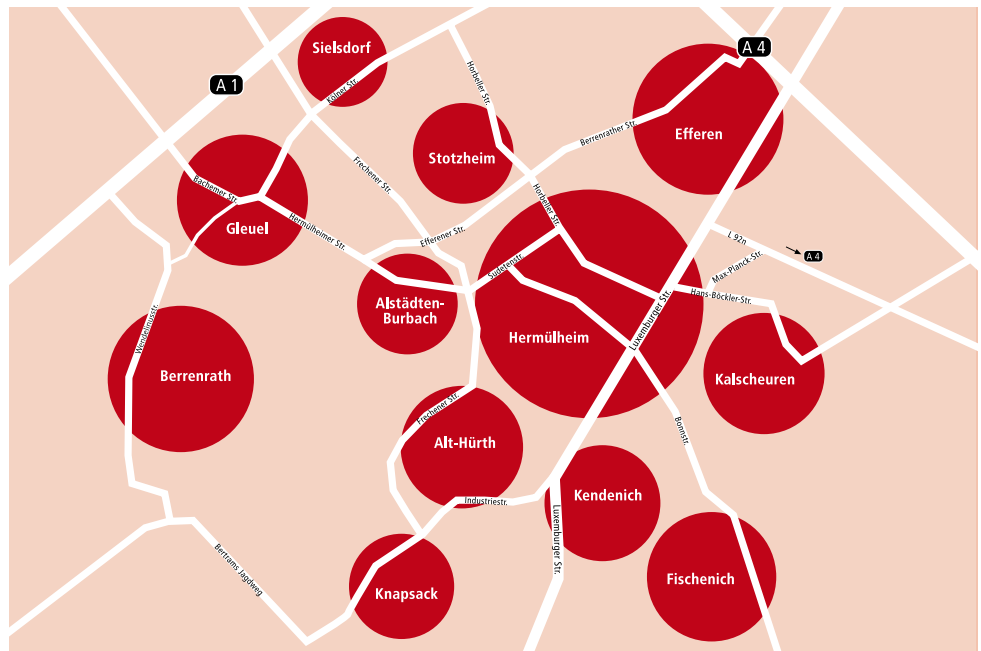 Sielsdorf
A 4
A 1
Kölner Str.
Horbeller Str.
Efferen
Berrenrather Str.
Stotzheim
Frechener Str.
Bachemer Str.
Horbeller Str.
Gleuel
Hermülheimer Str.
Efferener Str.
L 92n
A 4
Max-Planck-Str.
Sudetenstr.
Hans-Böckler-Str.
Alstädten-
Burbach
Luxemburger Str.
Wendelinusstr.
Hermülheim
Berrenrath
Kalscheuren
Frechener Str.
Bonnstr.
Alt-Hürth
Kendenich
Industriestr.
Luxemburger Str.
Bertrams Jagdweg
Fischenich
Knapsack